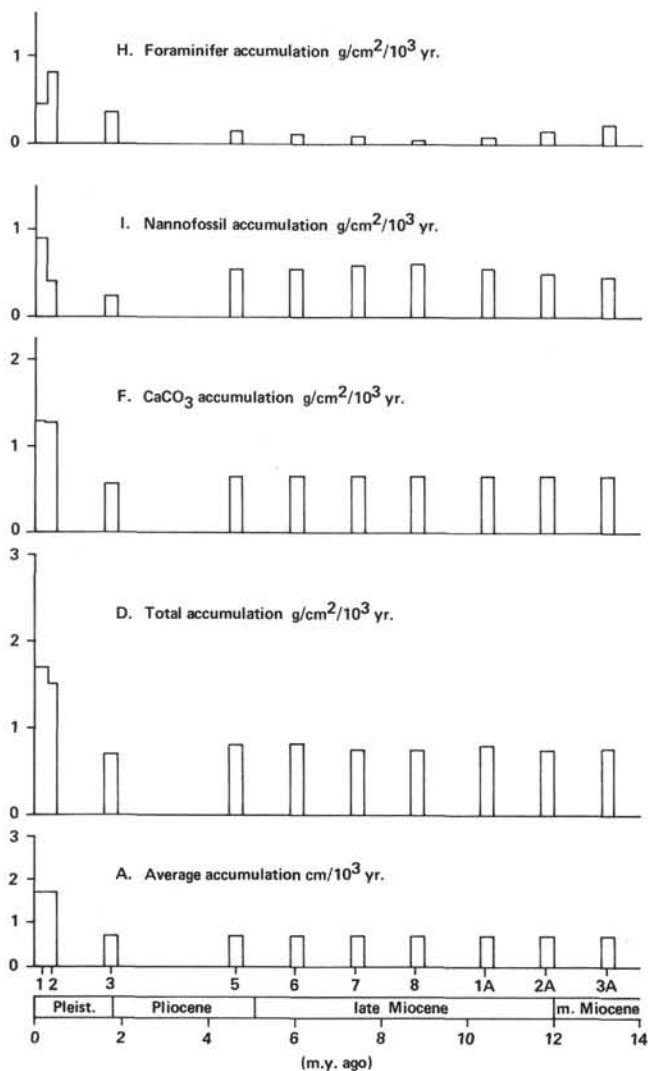 H. Foraminifer accumulation g/cm²/10³ yr.
1
0
I. Nannofossil accumulation g/cm²/10³ yr.
1
0
F. CaCO₃ accumulation g/cm²/10³ yr.
2
1
0
D. Total accumulation g/cm²/10³ yr.
3
2
1
0
A. Average accumulation cm/10³ yr.
3
2
1
0
1 2 3 5 6 7 8 1A 2A 3A
Pleist. Pliocene late Miocene m. Miocene
0 2 4 6 8 10 12 14
(m.y. ago)